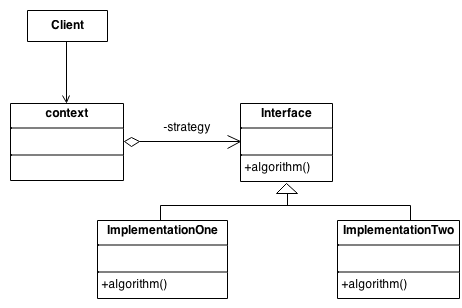 Client
context
-strategy
Interface
+algorithm()
ImplementationOne
+algorithm()
ImplementationTwo
+algorithm()